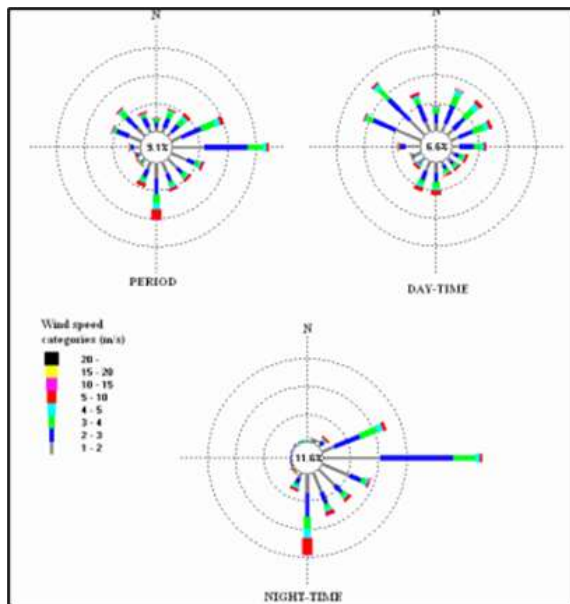 N
N
9.1%
6.6%
PERIOD
DAY-TIME
Wind speed
categories (m/s)
20 -
15 - 20
10 - 15
5 - 10
4 - 5
3 - 4
2 - 3
1 - 2
N
11.6%
NIGHT-TIME